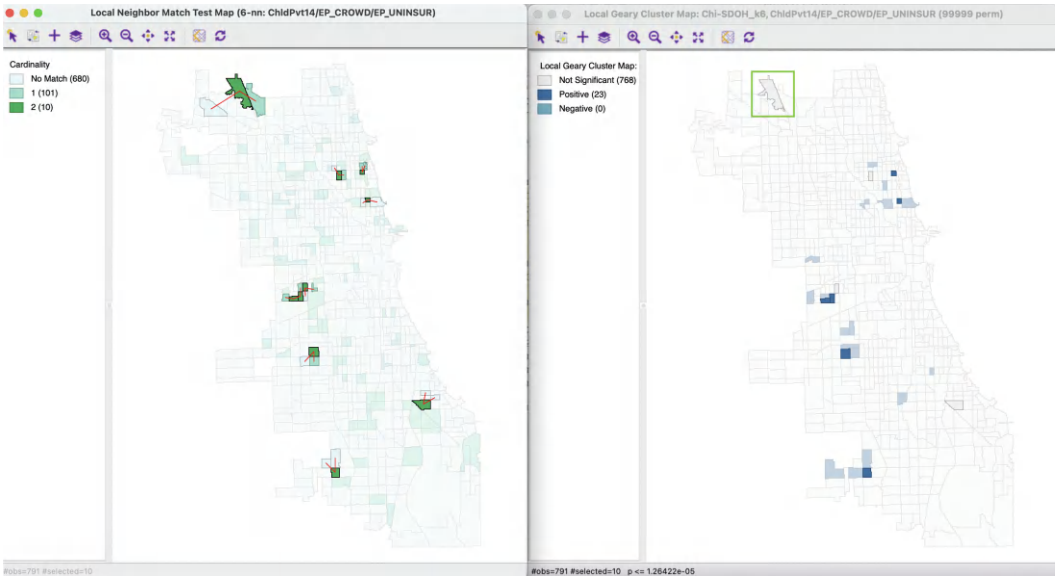 Local Neighbor Match Test Map (6-nn: ChldPvt14/EP_CROWD/EP_UNINSUR)
Cardinality
No Match (680)
1 (101)
2 (10)
#obs=791 #selected=10
Local Geary Cluster Map: Chi-SDOH_k6, ChldPvt14/EP_CROWD/EP_UNINSUR (99999 perm)
Local Geary Cluster Map:
Not Significant (768)
Positive (23)
Negative (0)
#obs=791 #selected=10 p <= 1.26422e-05